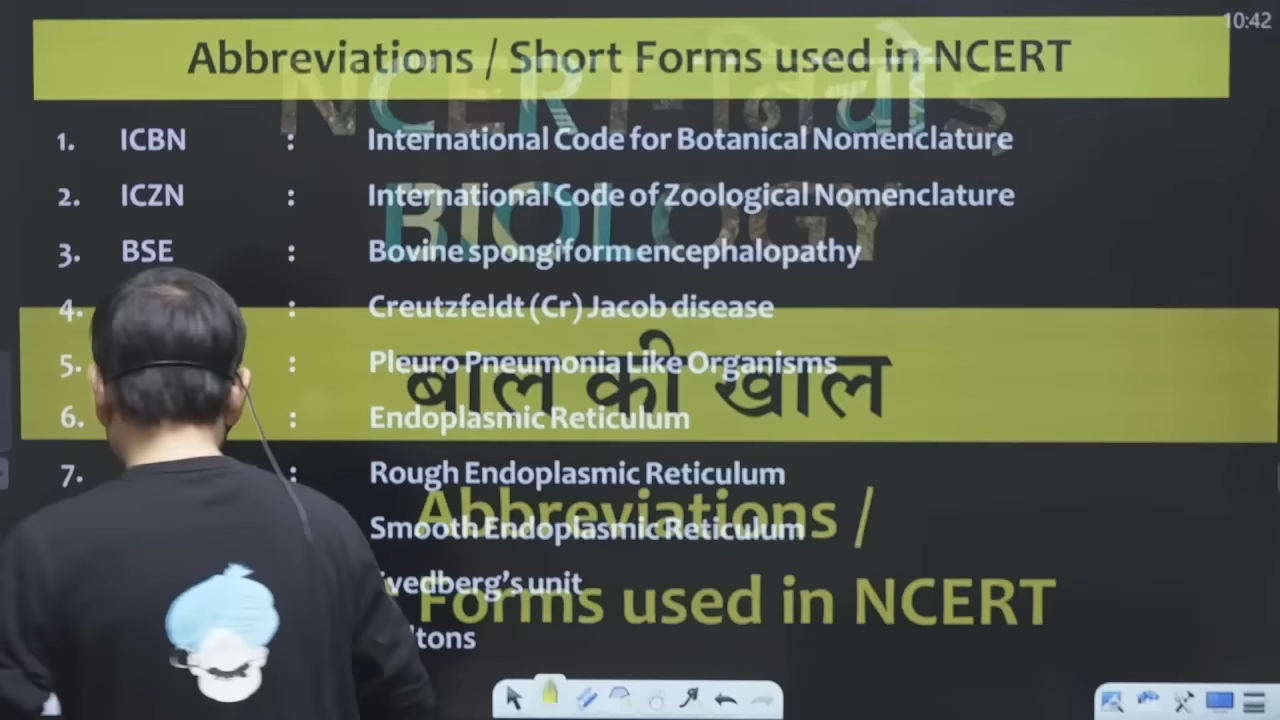 10:42
Abbreviations / Short Forms used in NCERT
NCERT-निचोड़
1. ICBN : International Code for Botanical Nomenclature
2. ICZN : International Code of Zoological Nomenclature
BIOLOGY
3. BSE : Bovine spongiform encephalopathy
4. : Creutzfeldt (Cr) Jacob disease
5. : Pleuro Pneumonia Like Organisms
बाल की खाल
6. : Endoplasmic Reticulum
7. : Rough Endoplasmic Reticulum
Abbreviations /
Smooth Endoplasmic Reticulum
vedberg's unit
Forms used in NCERT
ltons